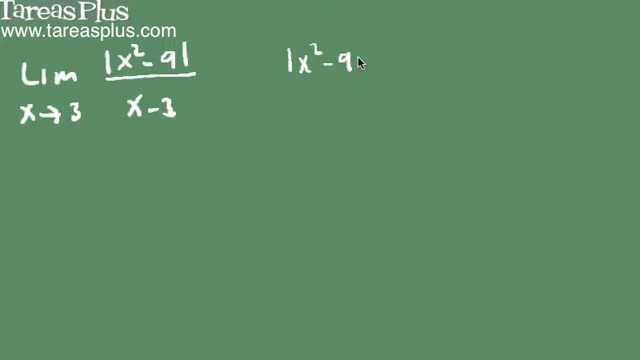 TareasPlus
www.tareasplus.com
Lim |x² - 9| |x² - 9
x→3 x - 3